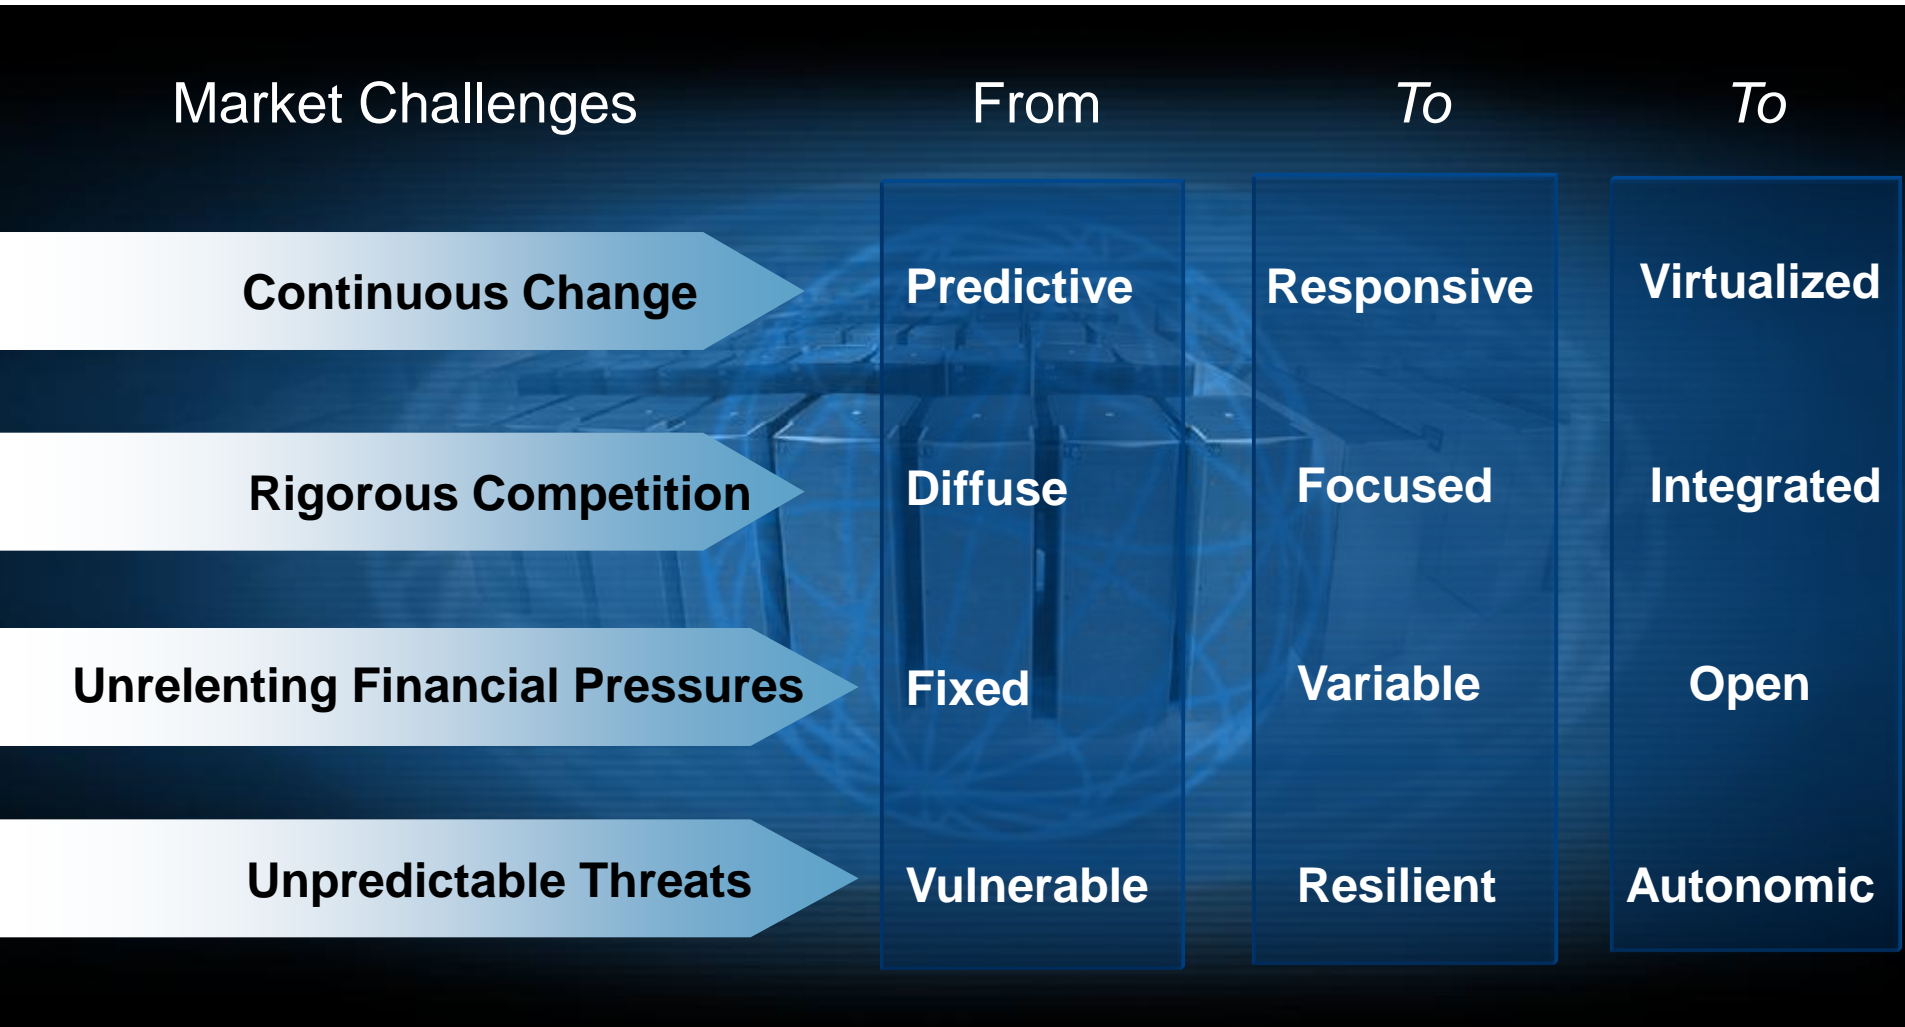 Market Challenges From To To
Continuous Change Predictive Responsive Virtualized
Rigorous Competition Diffuse Focused Integrated
Unrelenting Financial Pressures Fixed Variable Open
Unpredictable Threats Vulnerable Resilient Autonomic